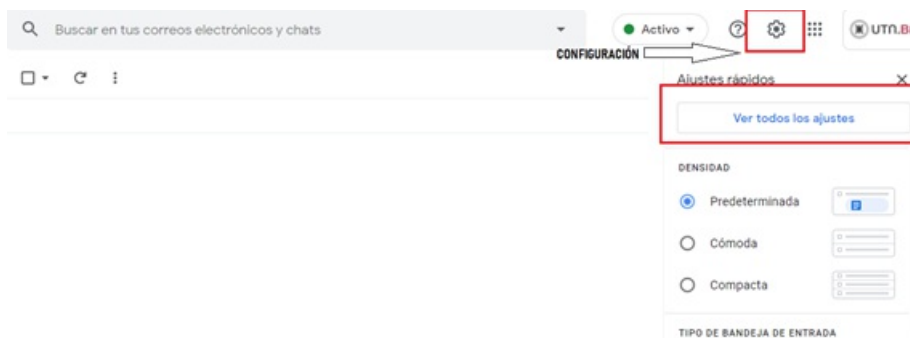 Buscar en tus correos electrónicos y chats
Activo
UTN.B
CONFIGURACIÓN
Ajustes rápidos
Ver todos los ajustes
DENSIDAD
Predeterminada
Cómoda
Compacta
TIPO DE BANDEJA DE ENTRADA